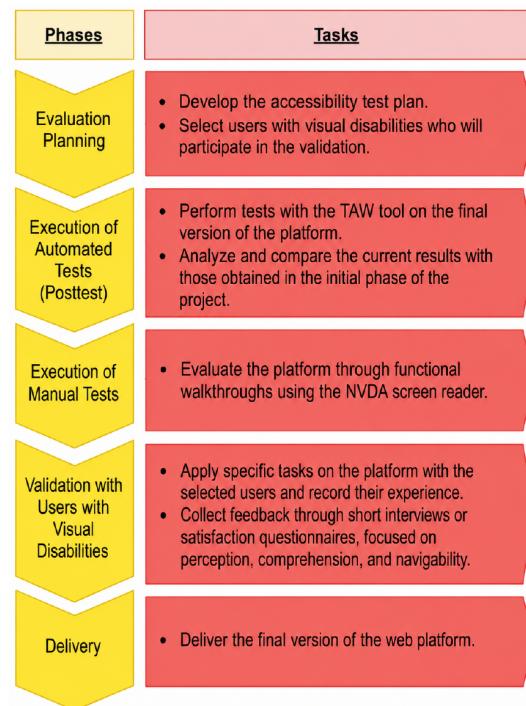 Phases
Tasks
Evaluation
Planning
• Develop the accessibility test plan.
• Select users with visual disabilities who will
participate in the validation.
Execution of
Automated
Tests
(Posttest)
• Perform tests with the TAW tool on the final
version of the platform.
• Analyze and compare the current results with
those obtained in the initial phase of the
project.
Execution of
Manual Tests
• Evaluate the platform through functional
walkthroughs using the NVDA screen reader.
Validation with
Users with
Visual
Disabilities
• Apply specific tasks on the platform with the
selected users and record their experience.
• Collect feedback through short interviews or
satisfaction questionnaires, focused on
perception, comprehension, and navigability.
Delivery
• Deliver the final version of the web platform.